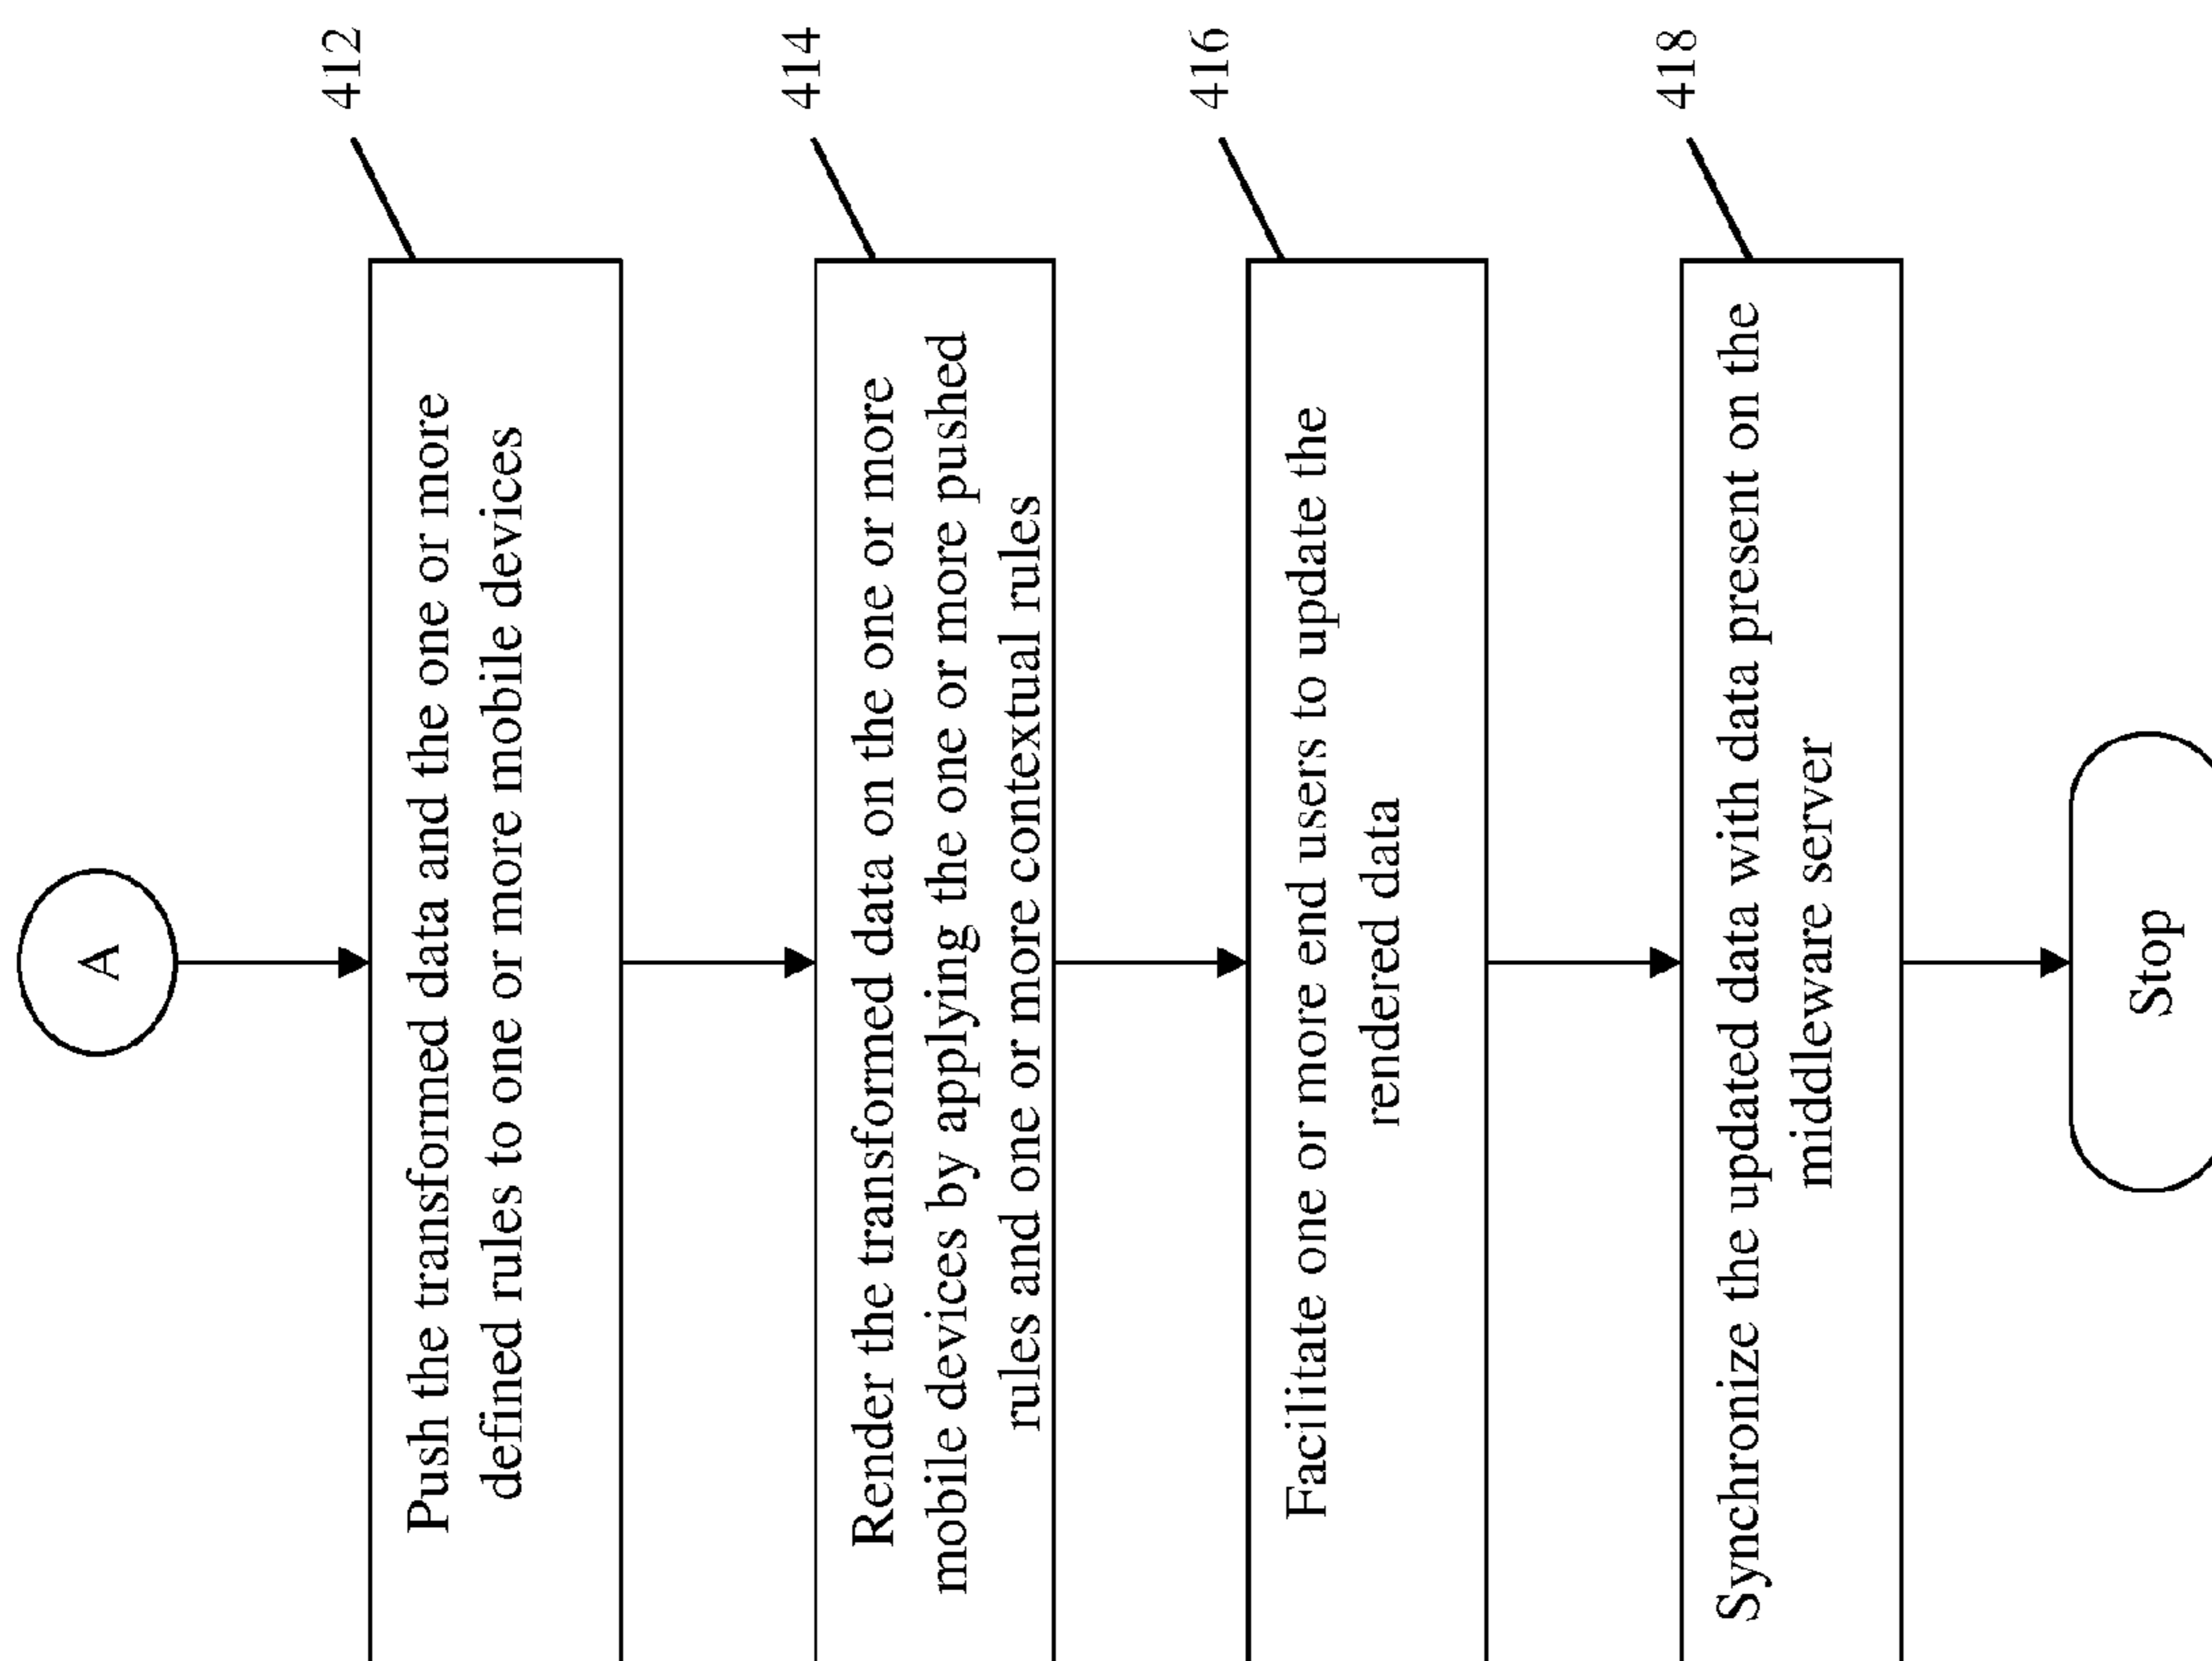 A
412
Push the transformed data and the one or more
defined rules to one or more mobile devices
414
Render the transformed data on the one or more
mobile devices by applying the one or more pushed
rules and one or more contextual rules
416
Facilitate one or more end users to update the
rendered data
418
Synchronize the updated data with data present on the
middleware server
Stop